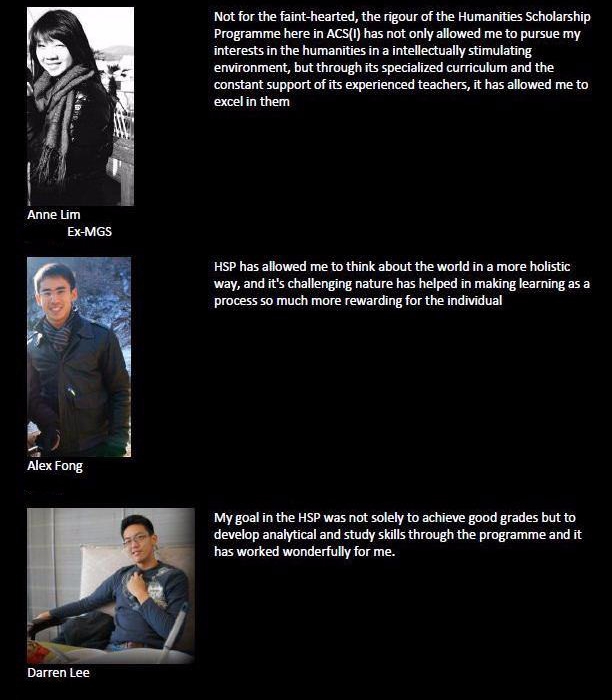 Not for the faint-hearted, the rigour of the Humanities Scholarship
Programme here in ACS(I) has not only allowed me to pursue my
interests in the humanities in a intellectually stimulating
environment, but through its specialized curriculum and the
constant support of its experienced teachers, it has allowed me to
excel in them
Anne Lim
Ex-MGS
HSP has allowed me to think about the world in a more holistic
way, and it's challenging nature has helped in making learning as a
process so much more rewarding for the individual
Alex Fong
My goal in the HSP was not solely to achieve good grades but to
develop analytical and study skills through the programme and it
has worked wonderfully for me.
Darren Lee